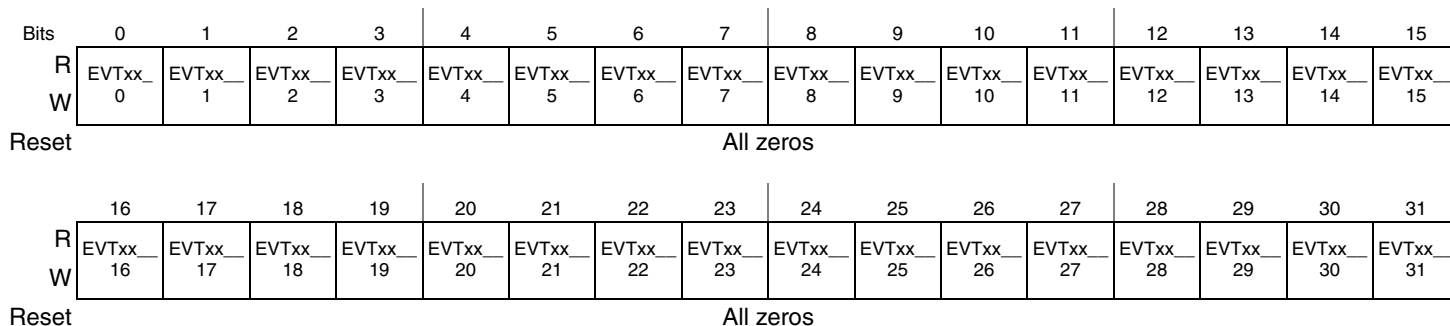 Bits 0 1 2 3 4 5 6 7 8 9 10 11 12 13 14 15
R EVTxx_ EVTxx__ EVTxx__ EVTxx__ EVTxx__ EVTxx__ EVTxx__ EVTxx__ EVTxx__ EVTxx__ EVTxx__ EVTxx__ EVTxx__ EVTxx__ EVTxx__ EVTxx__
W 0 1 2 3 4 5 6 7 8 9 10 11 12 13 14 15
Reset All zeros
16 17 18 19 20 21 22 23 24 25 26 27 28 29 30 31
R EVTxx__ EVTxx__ EVTxx__ EVTxx__ EVTxx__ EVTxx__ EVTxx__ EVTxx__ EVTxx__ EVTxx__ EVTxx__ EVTxx__ EVTxx__ EVTxx__ EVTxx__ EVTxx__
W 16 17 18 19 20 21 22 23 24 25 26 27 28 29 30 31
Reset All zeros